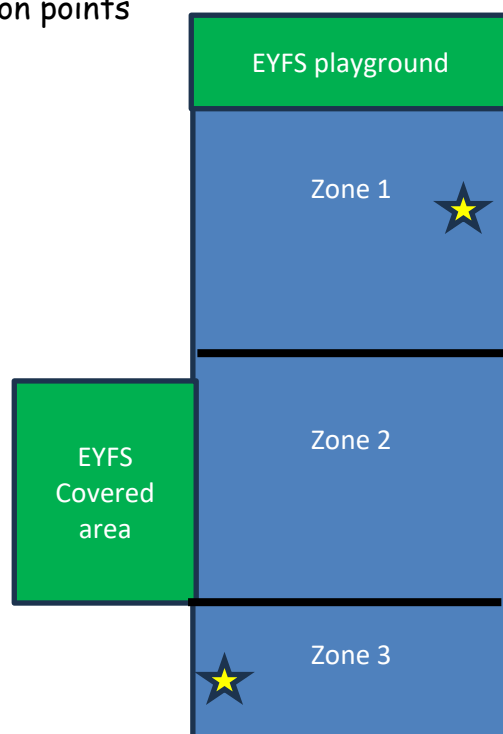 on points
EYFS playground
Zone 1
Zone 2
EYFS
Covered
area
Zone 3